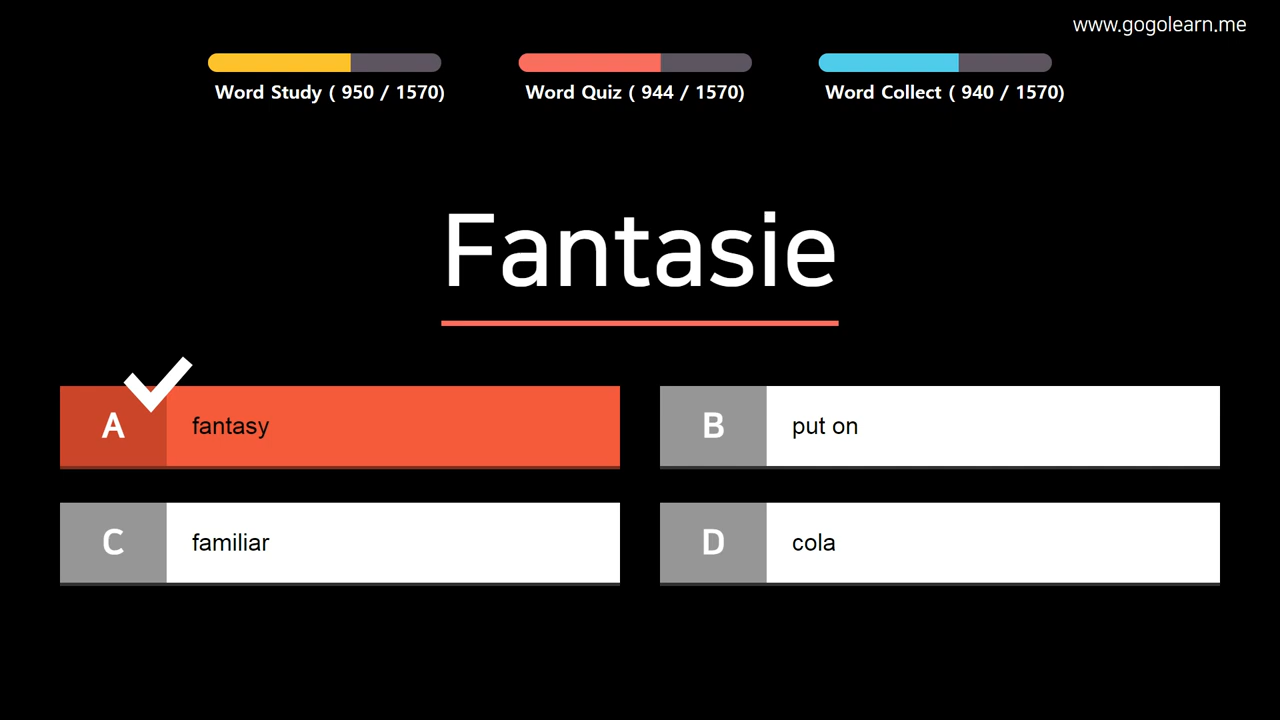 www.gogolearn.me
Word Study ( 950 / 1570)
Word Quiz ( 944 / 1570)
Word Collect ( 940 / 1570)
Fantasie
A fantasy
B put on
C familiar
D cola